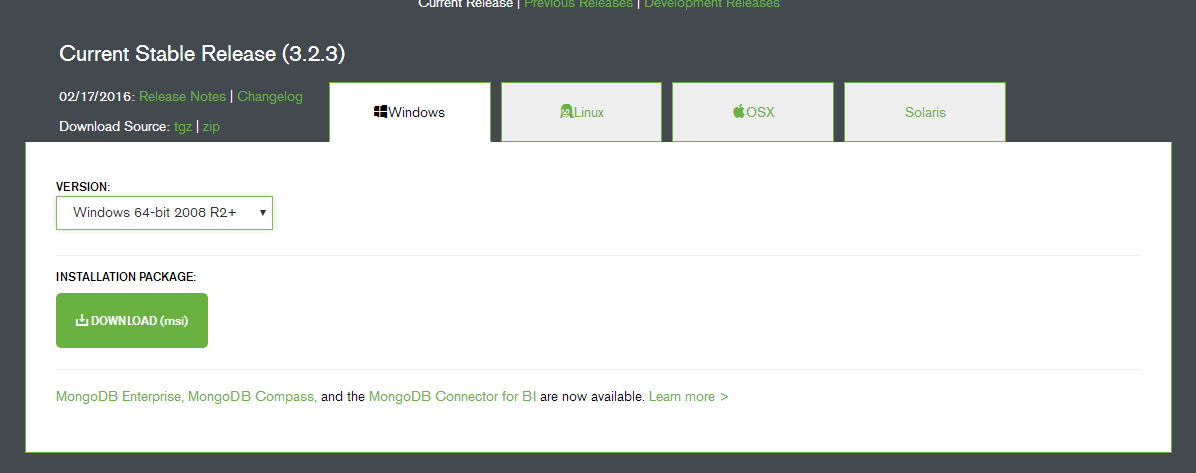 Current Release | Previous Releases | Development Releases
Current Stable Release (3.2.3)
02/17/2016: Release Notes | Changelog
Download Source: tgz | zip
Windows
Linux
OSX
Solaris
VERSION:
Windows 64-bit 2008 R2+
INSTALLATION PACKAGE:
DOWNLOAD (msi)
MongoDB Enterprise, MongoDB Compass, and the MongoDB Connector for BI are now available. Learn more >